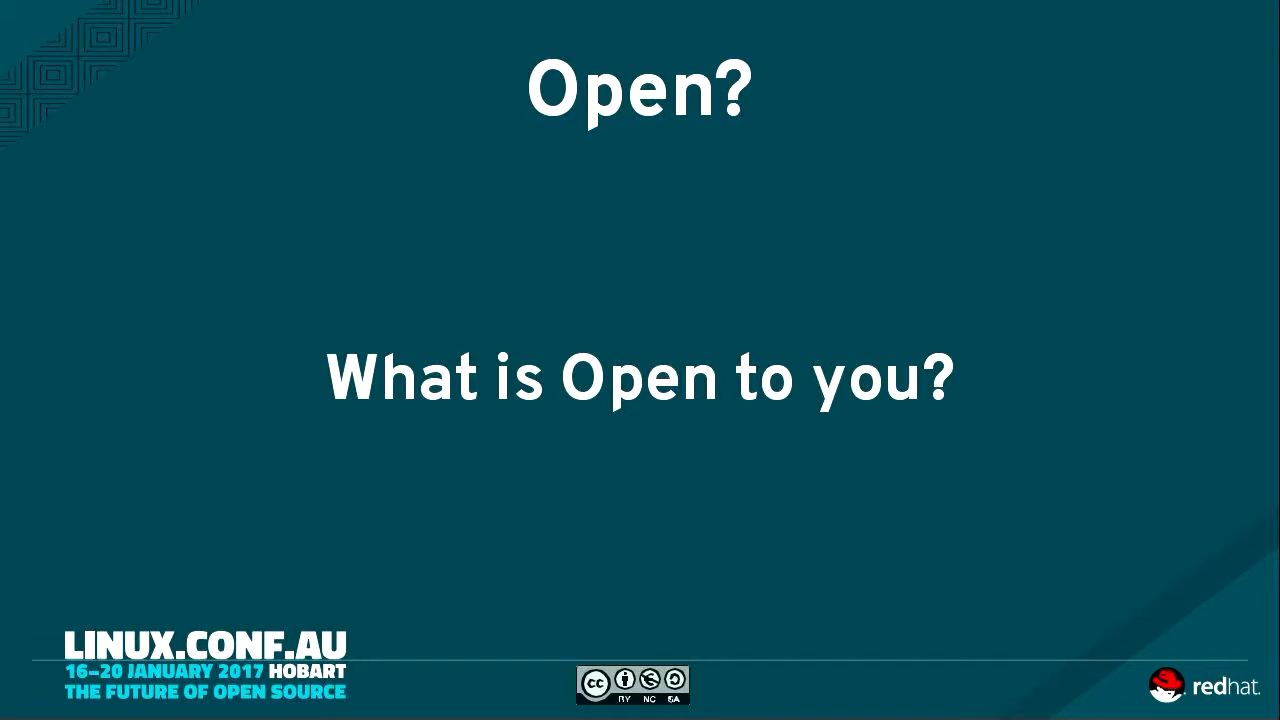 Open?
What is Open to you?
LINUX.CONF.AU
16–20 JANUARY 2017 HOBART
THE FUTURE OF OPEN SOURCE
cc
BY NC SA
redhat.